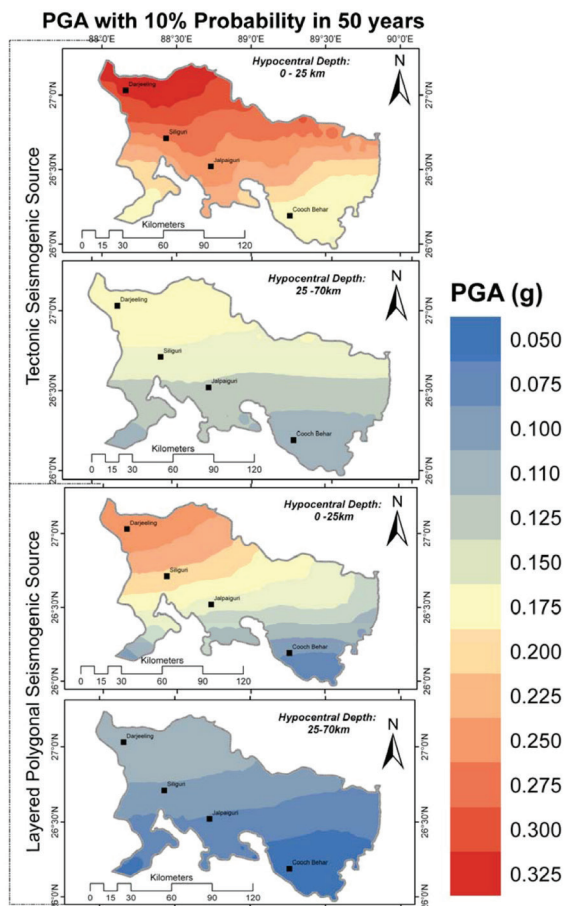 PGA with 10% Probability in 50 years
88°0'E 88°30'E 89°0'E 89°30'E 90°0'E
Tectonic Seismogenic Source
Hypocentral Depth:
0 - 25 km
N
27°0'N
26°30'N
26°0'N
Darjeeling
Siliguri
Jalpaiguri
Cooch Behar
Kilometers
0 15 30 60 90 120
Hypocentral Depth:
25 -70km
N
27°0'N
26°30'N
26°0'N
Darjeeling
Siliguri
Jalpaiguri
Cooch Behar
Kilometers
0 15 30 60 90 120
Layered Polygonal Seismogenic Source
Hypocentral Depth:
0 -25km
N
27°0'N
26°30'N
26°0'N
Darjeeling
Siliguri
Jalpaiguri
Cooch Behar
Kilometers
0 15 30 60 90 120
Hypocentral Depth:
25-70km
N
27°0'N
26°30'N
26°0'N
Darjeeling
Siliguri
Jalpaiguri
Cooch Behar
Kilometers
0 15 30 60 90 120
PGA (g)
0.050
0.075
0.100
0.110
0.125
0.150
0.175
0.200
0.225
0.250
0.275
0.300
0.325